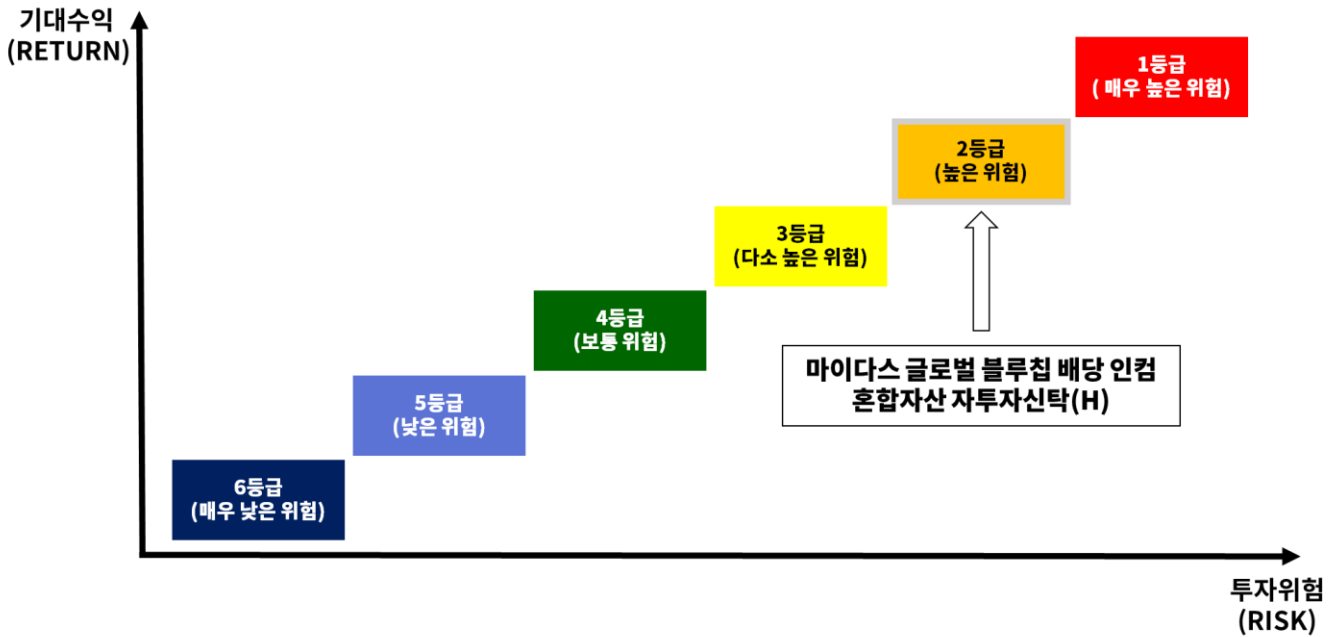 기대수익
(RETURN)
1등급
( 매우 높은 위험)
2등급
(높은 위험)
3등급
(다소 높은 위험)
4등급
(보통 위험)
마이다스 글로벌 블루칩 배당 인컴
혼합자산 자투자신탁(H)
5등급
(낮은 위험)
6등급
(매우 낮은 위험)
투자위험
(RISK)